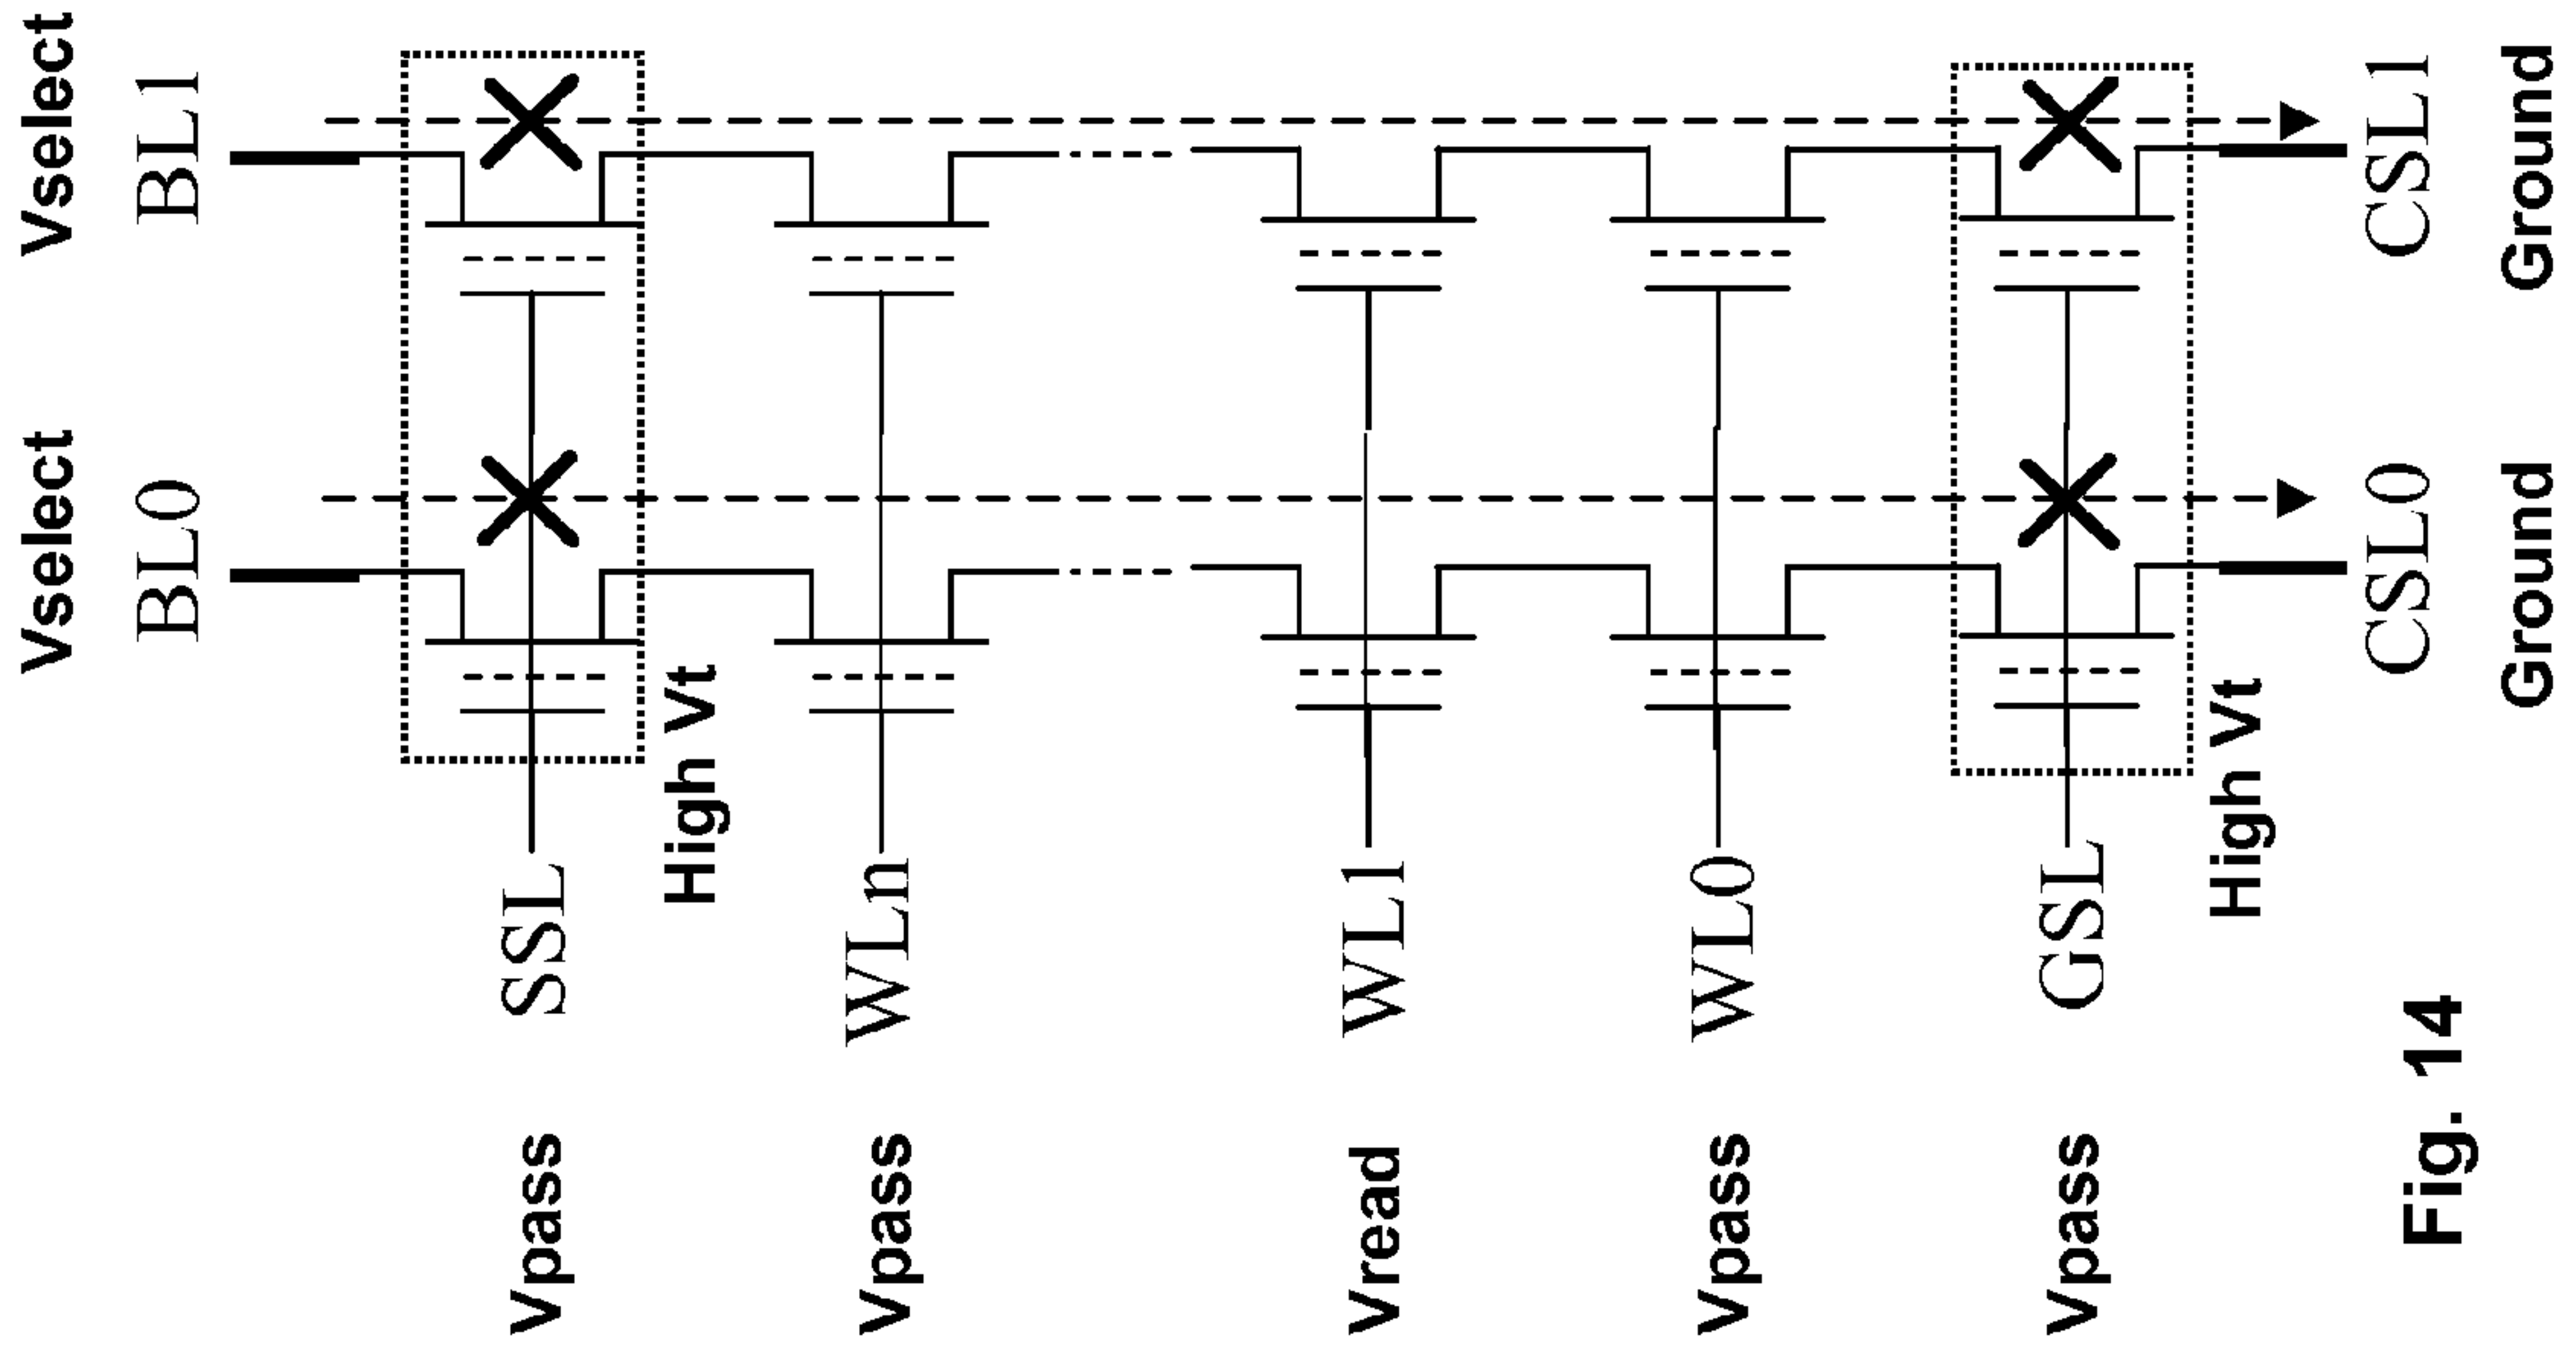 Vselect Vselect
BL0 BL1
Vpass SSL
High Vt
Vpass WLn
Vread WL1
Vpass WL0
Vpass GSL
High Vt
CSL0 CSL1
Fig. 14
Ground Ground